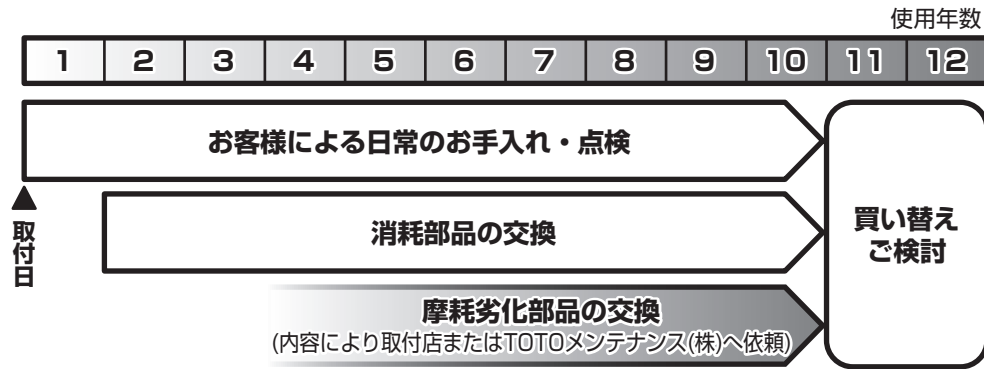 使用年数
1 2 3 4 5 6 7 8 9 10 11 12
お客様による日常のお手入れ・点検
▲
取付日
消耗部品の交換
買い替え
ご検討
摩耗劣化部品の交換
(内容により取付店またはTOTOメンテナンス(株)へ依頼)